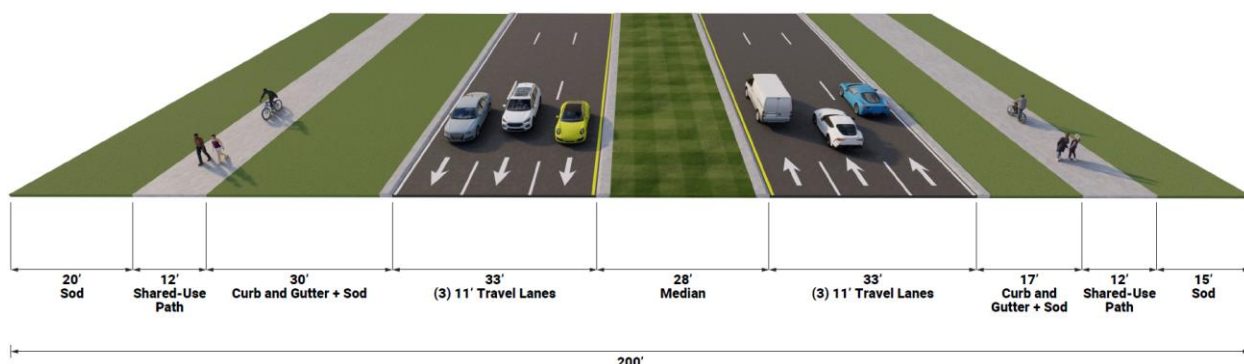 20'
Sod
12'
Shared-Use
Path
30'
Curb and Gutter + Sod
33'
(3) 11' Travel Lanes
28'
Median
33'
(3) 11' Travel Lanes
17'
Curb and
Gutter + Sod
12'
Shared-Use
Path
15'
Sod
200'